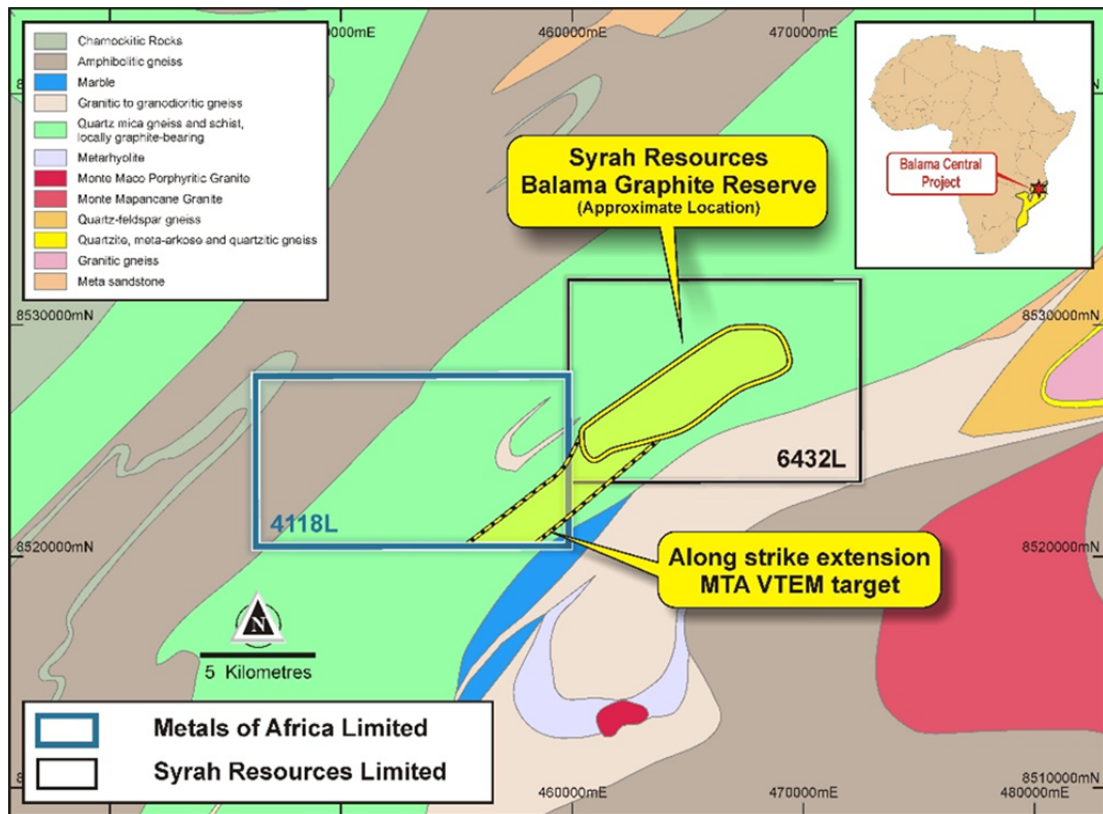 Charnockitic Rocks
Amphibolitic gneiss
Marble
Granitic to granodioritic gneiss
Quartz mica gneiss and schist,
locally graphite-bearing
Metarhyolite
Monte Maco Porphyritic Granite
Monte Mapancane Granite
Quartz-feldspar gneiss
Quartzite, meta-arkose and quartzitic gneiss
Granitic gneiss
Meta sandstone
460000mE
470000mE
Syrah Resources
Balama Graphite Reserve
(Approximate Location)
Balama Central
Project
8530000mN
8530000mN
4118L
6432L
8520000mN
8520000mN
Along strike extension
MTA VTEM target
N
5 Kilometres
Metals of Africa Limited
Syrah Resources Limited
8510000mN
460000mE
470000mE
480000mE